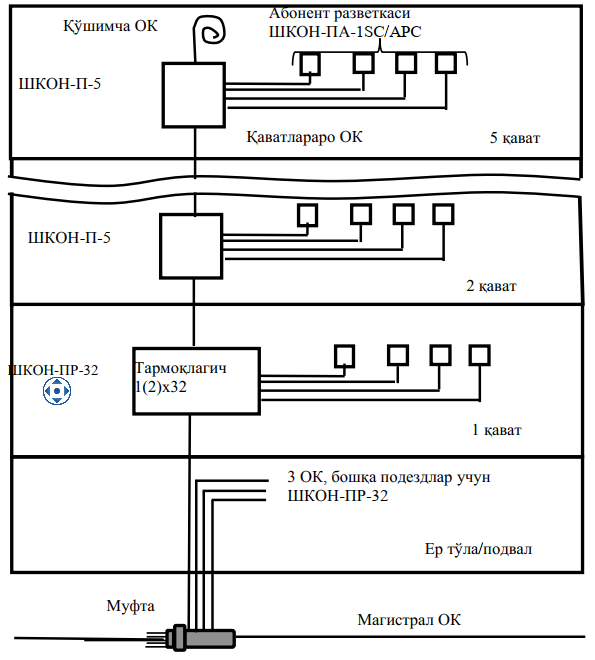 Қўшимча ОК
Абонент разветкаси
ШКОН-ПА-1SC/APC
ШКОН-П-5
Қаватлараро ОК
5 қават
ШКОН-П-5
2 қават
ШКОН-ПР-32
Тармоқлагич
1(2)х32
1 қават
3 ОК, бошқа подездлар учун
ШКОН-ПР-32
Ер тўла/подвал
Муфта
Магистрал ОК